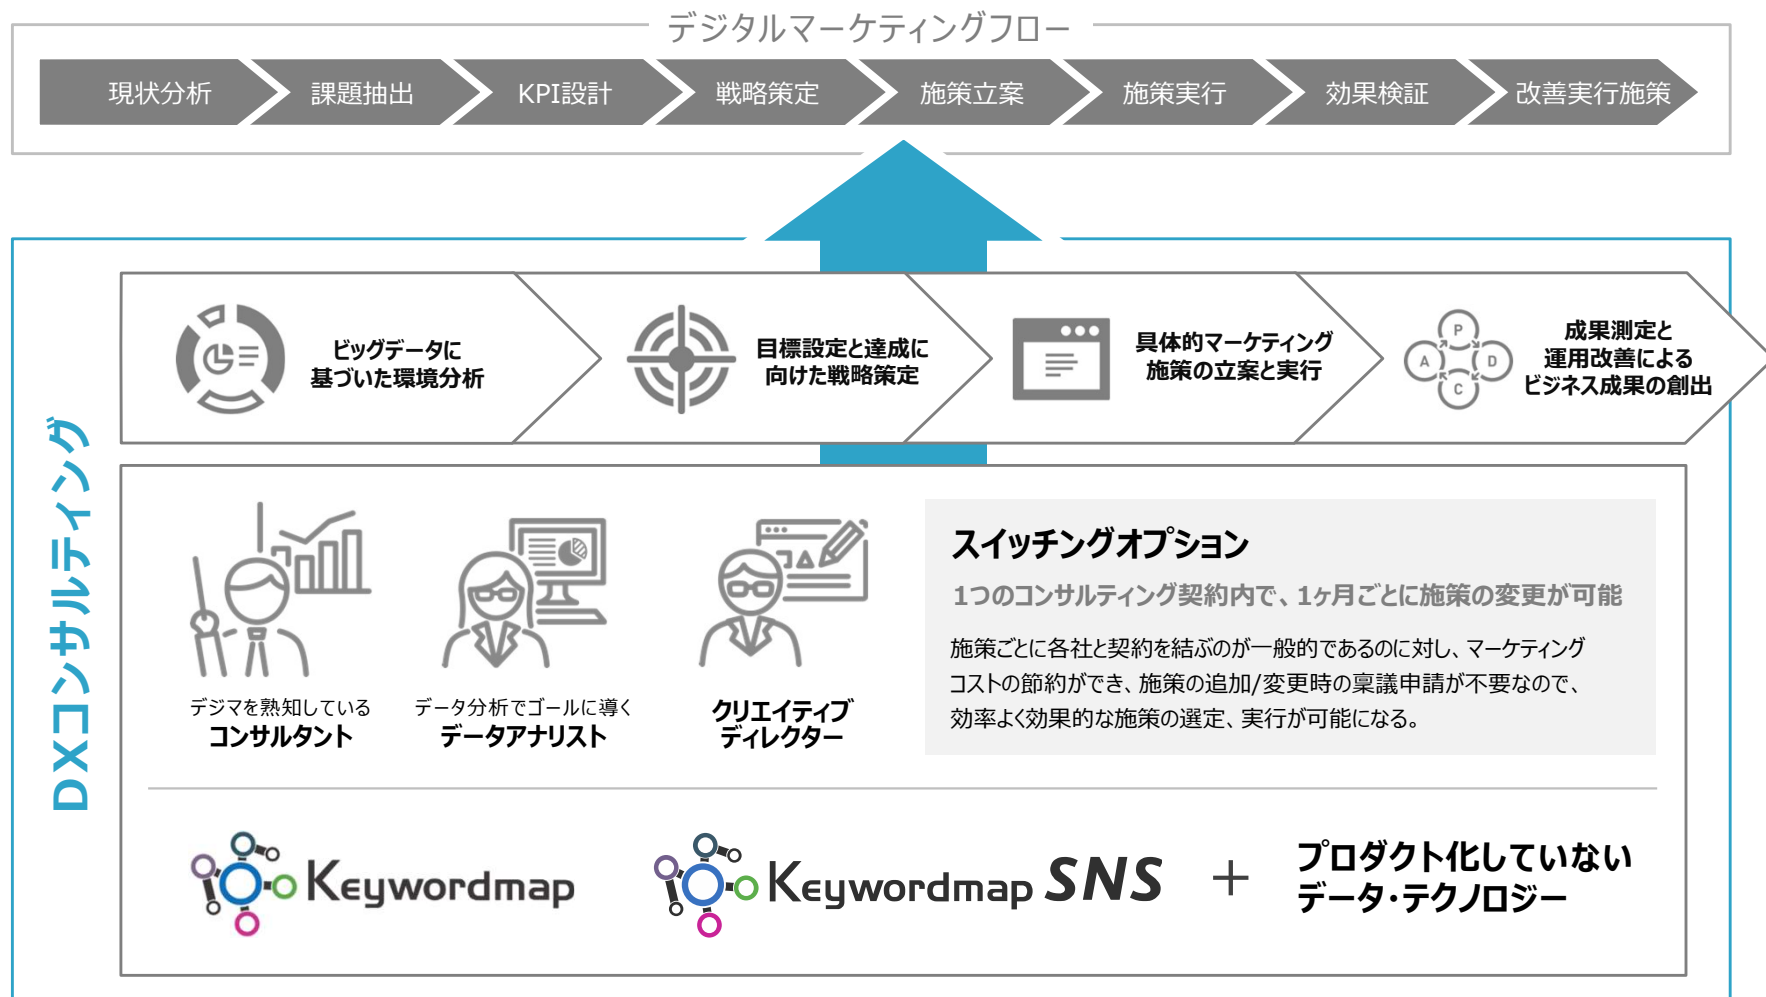 デジタルマーケティングフロー
現状分析
課題抽出
KPI設計
戦略策定
施策立案
施策実行
効果検証
改善実行施策
DXコンサルティング
ビッグデータに
基づいた環境分析
目標設定と達成に
向けた戦略策定
具体的マーケティング
施策の立案と実行
P
A
D
C
成果測定と
運用改善による
ビジネス成果の創出
デジマを熟知している
コンサルタント
データ分析でゴールに導く
データアナリスト
クリエイティブ
ディレクター
スイッチングオプション
1つのコンサルティング契約内で、1ヶ月ごとに施策の変更が可能
施策ごとに各社と契約を結ぶのが一般的であるのに対し、マーケティング
コストの節約ができ、施策の追加/変更時の稟議申請が不要なので、
効率よく効果的な施策の選定、実行が可能になる。
Keywordmap
Keywordmap SNS
+
プロダクト化していない
データ・テクノロジー